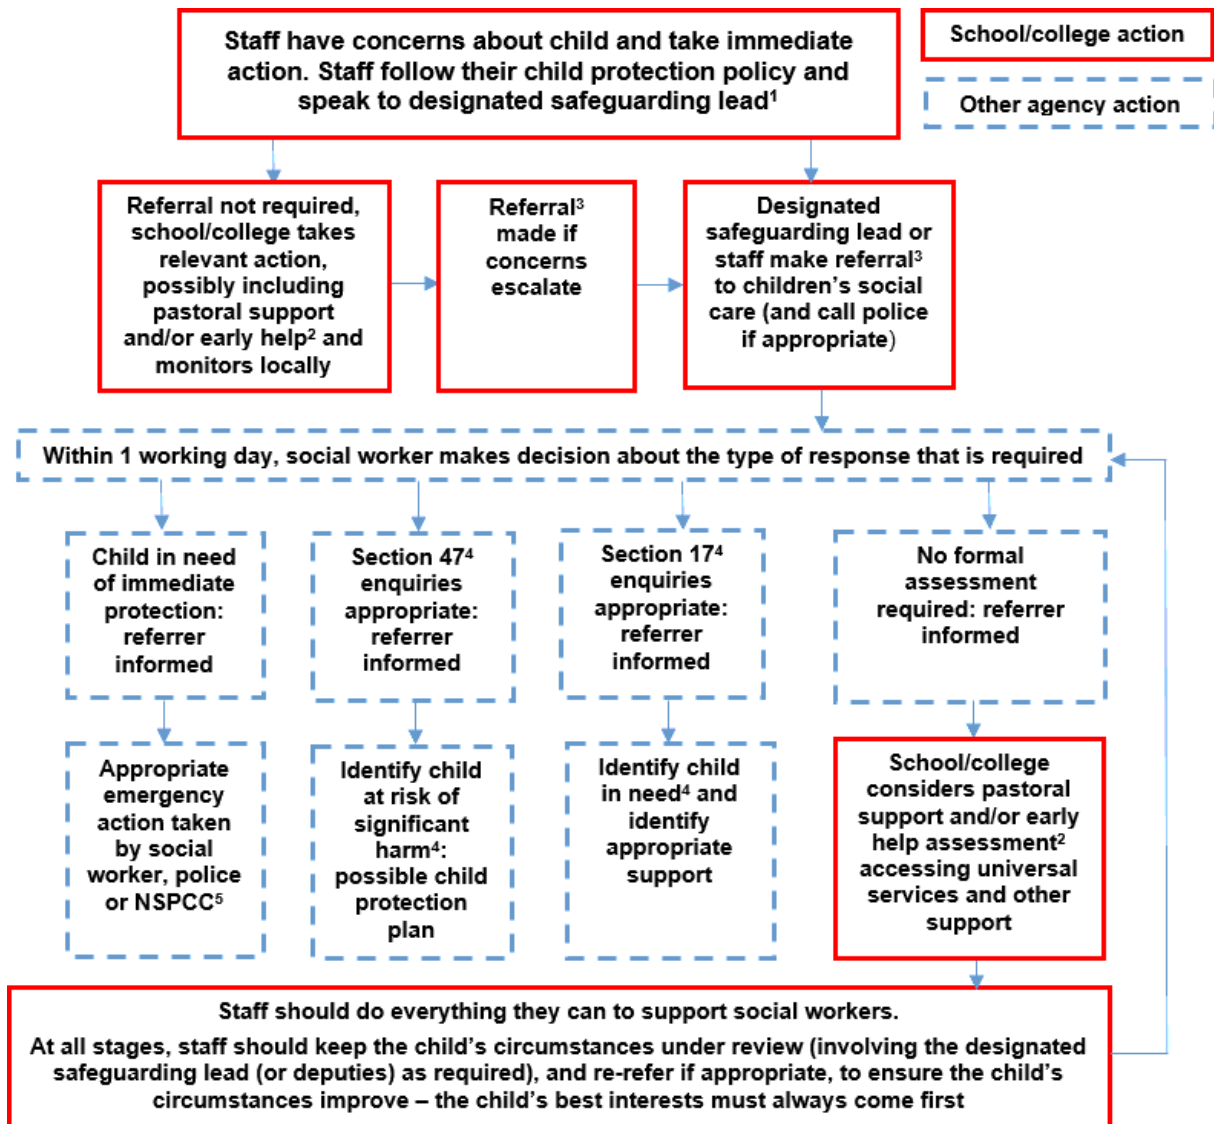 Staff have concerns about child and take immediate
action. Staff follow their child protection policy and
speak to designated safeguarding lead¹
School/college action
Other agency action
Referral not required,
school/college takes
relevant action,
possibly including
pastoral support
and/or early help² and
monitors locally
Referral³
made if
concerns
escalate
Designated
safeguarding lead or
staff make referral³
to children’s social
care (and call police
if appropriate)
Within 1 working day, social worker makes decision about the type of response that is required
Child in need
of immediate
protection:
referrer
informed
Section 47⁴
enquiries
appropriate:
referrer
informed
Section 17⁴
enquiries
appropriate:
referrer
informed
No formal
assessment
required: referrer
informed
Appropriate
emergency
action taken
by social
worker, police
or NSPCC⁵
Identify child
at risk of
significant
harm⁴:
possible child
protection
plan
Identify child
in need⁴ and
identify
appropriate
support
School/college
considers pastoral
support and/or early
help assessment²
accessing universal
services and other
support
Staff should do everything they can to support social workers.
At all stages, staff should keep the child’s circumstances under review (involving the designated
safeguarding lead (or deputies) as required), and re-refer if appropriate, to ensure the child’s
circumstances improve – the child’s best interests must always come first